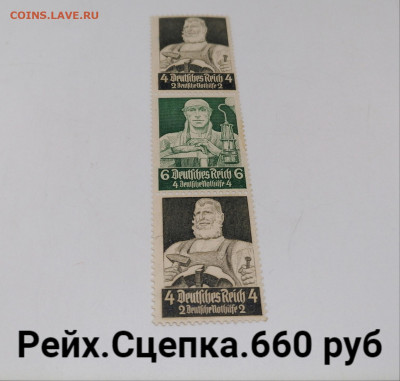 COINS.LAVE.RU
4 Deutsches Reich 4
2 Deutsche Nothilfe 2
6 Deutsches Reich 6
4 Deutsche Nothilfe 4
4 Deutsches Reich 4
2 Deutsche Nothilfe 2
Рейх.Сцепка.660 руб